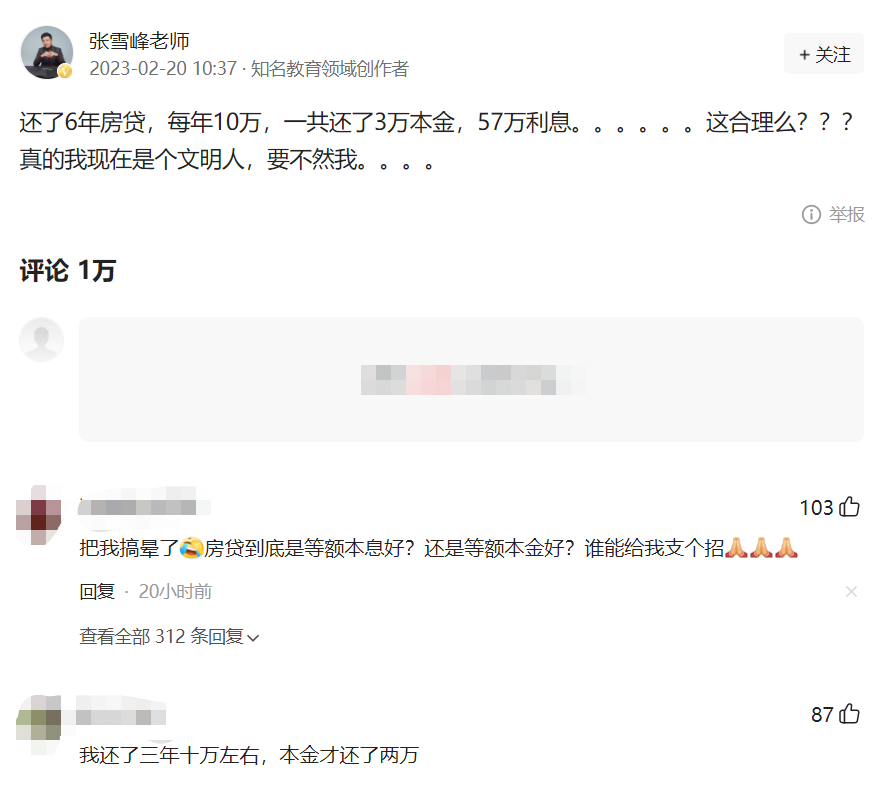 张雪峰老师
2023-02-20 10:37 · 知名教育领域创作者
+ 关注
还了6年房贷，每年10万，一共还了3万本金，57万利息。。。。。。这合理么？？？
真的我现在是个文明人，要不然我。。。。
举报
评论 1万
103
把我搞晕了😂房贷到底是等额本息好？还是等额本金好？谁能给我支个招🙏🙏🙏
回复 · 20小时前
查看全部 312 条回复
87
我还了三年十万左右，本金才还了两万